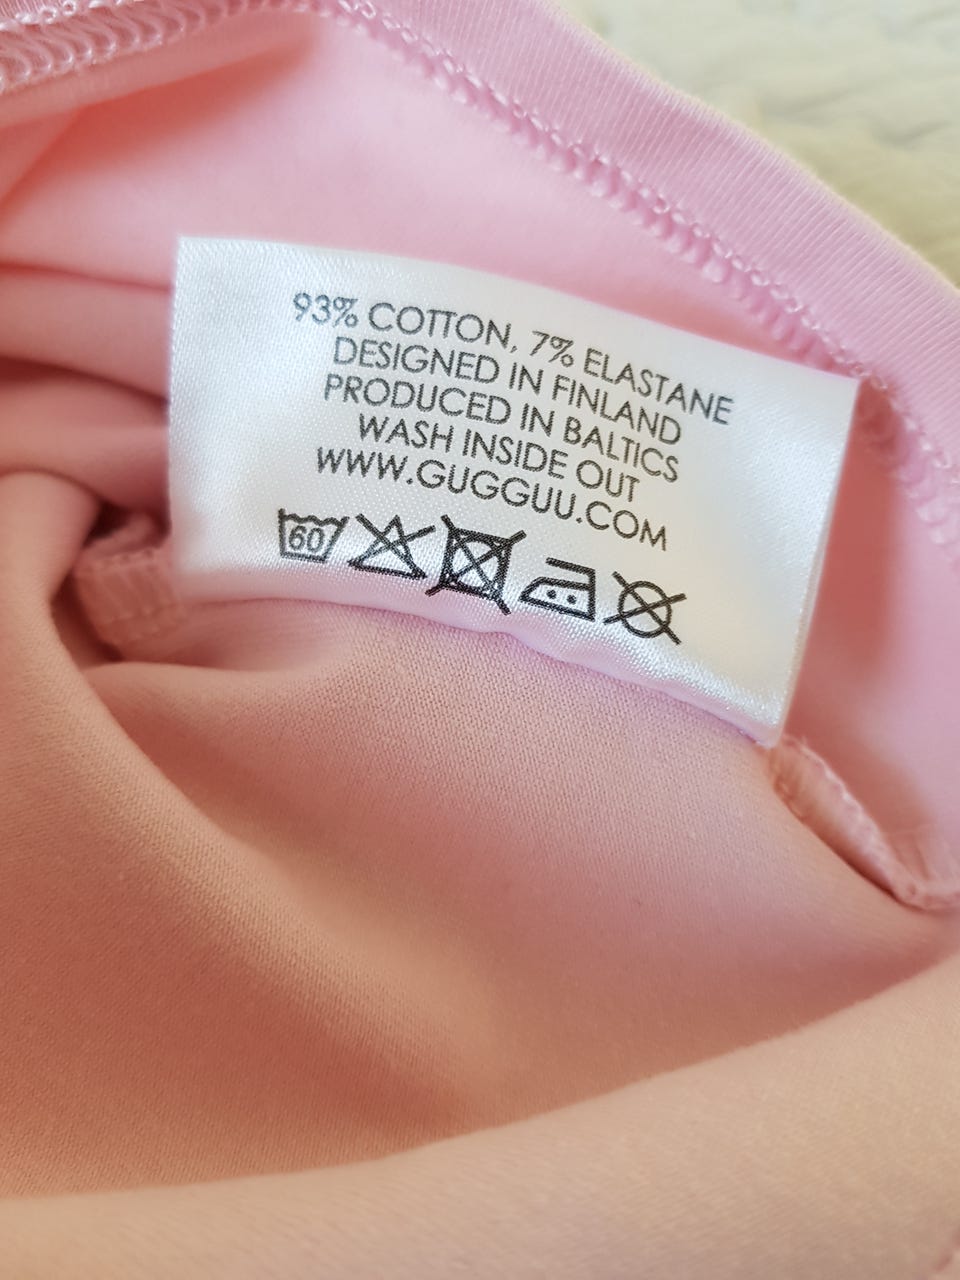 93% COTTON, 7% ELASTANE
DESIGNED IN FINLAND
PRODUCED IN BALTICS
WASH INSIDE OUT
WWW.GUGGUU.COM
60